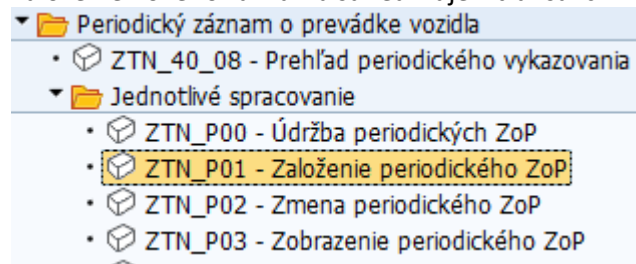 Periodický záznam o prevádke vozidla
ZTN_40_08 - Prehľad periodického vykazovania
Jednotlivé spracovanie
ZTN_P00 - Údržba periodických ZoP
ZTN_P01 - Založenie periodického ZoP
ZTN_P02 - Zmena periodického ZoP
ZTN_P03 - Zobrazenie periodického ZoP